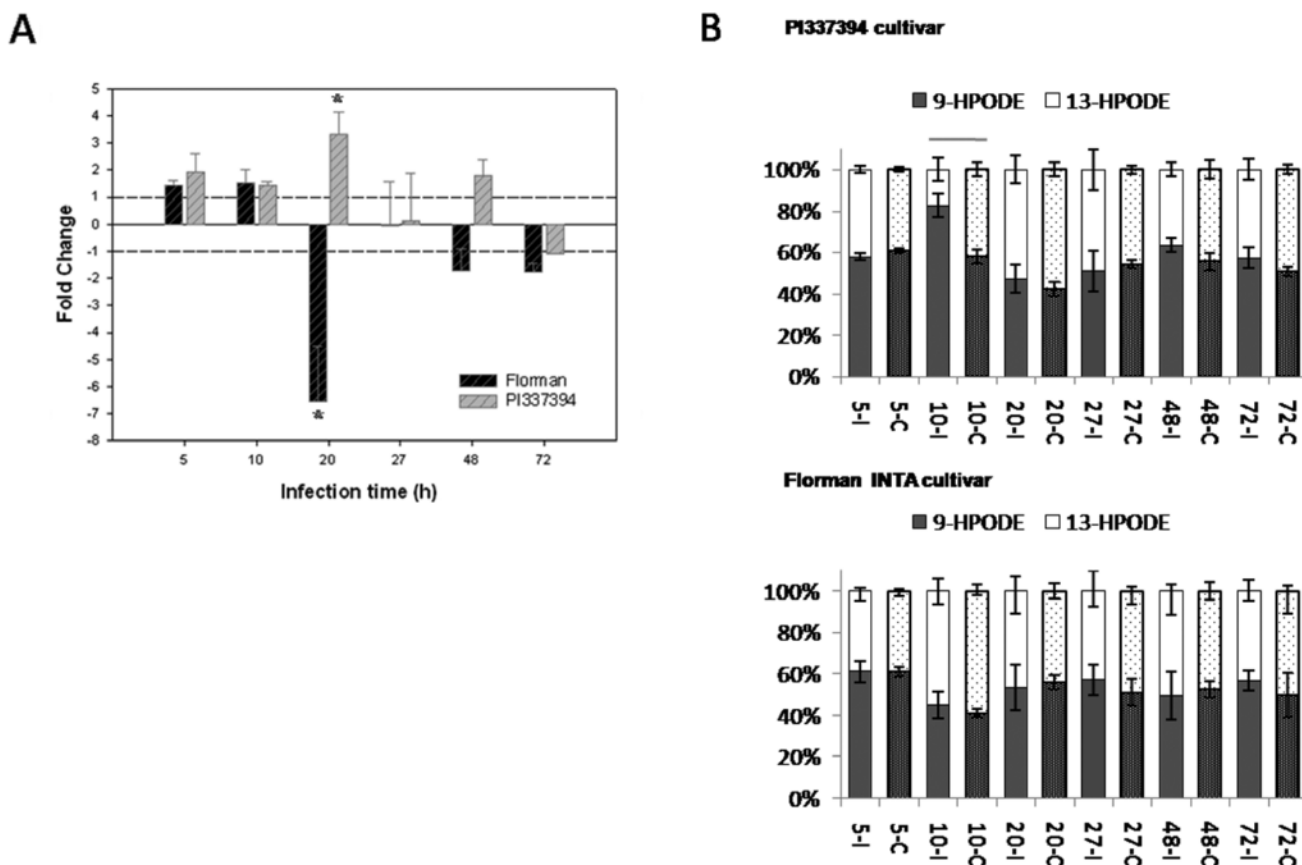 A
5
4
3
2
1
0
-1
-2
-3
-4
-5
-6
-7
-8
Fold Change
*
*
Florman
PI337394
5 10 20 27 48 72
Infection time (h)
B
PI337394 cultivar
9-HPODE 13-HPODE
100%
80%
60%
40%
20%
0%
5-I 5-C 10-I 10-C 20-I 20-C 27-I 27-C 48-I 48-C 72-I 72-C
Florman INTA cultivar
9-HPODE 13-HPODE
100%
80%
60%
40%
20%
0%
5-I 5-C 10-I 10-C 20-I 20-C 27-I 27-C 48-I 48-C 72-I 72-C